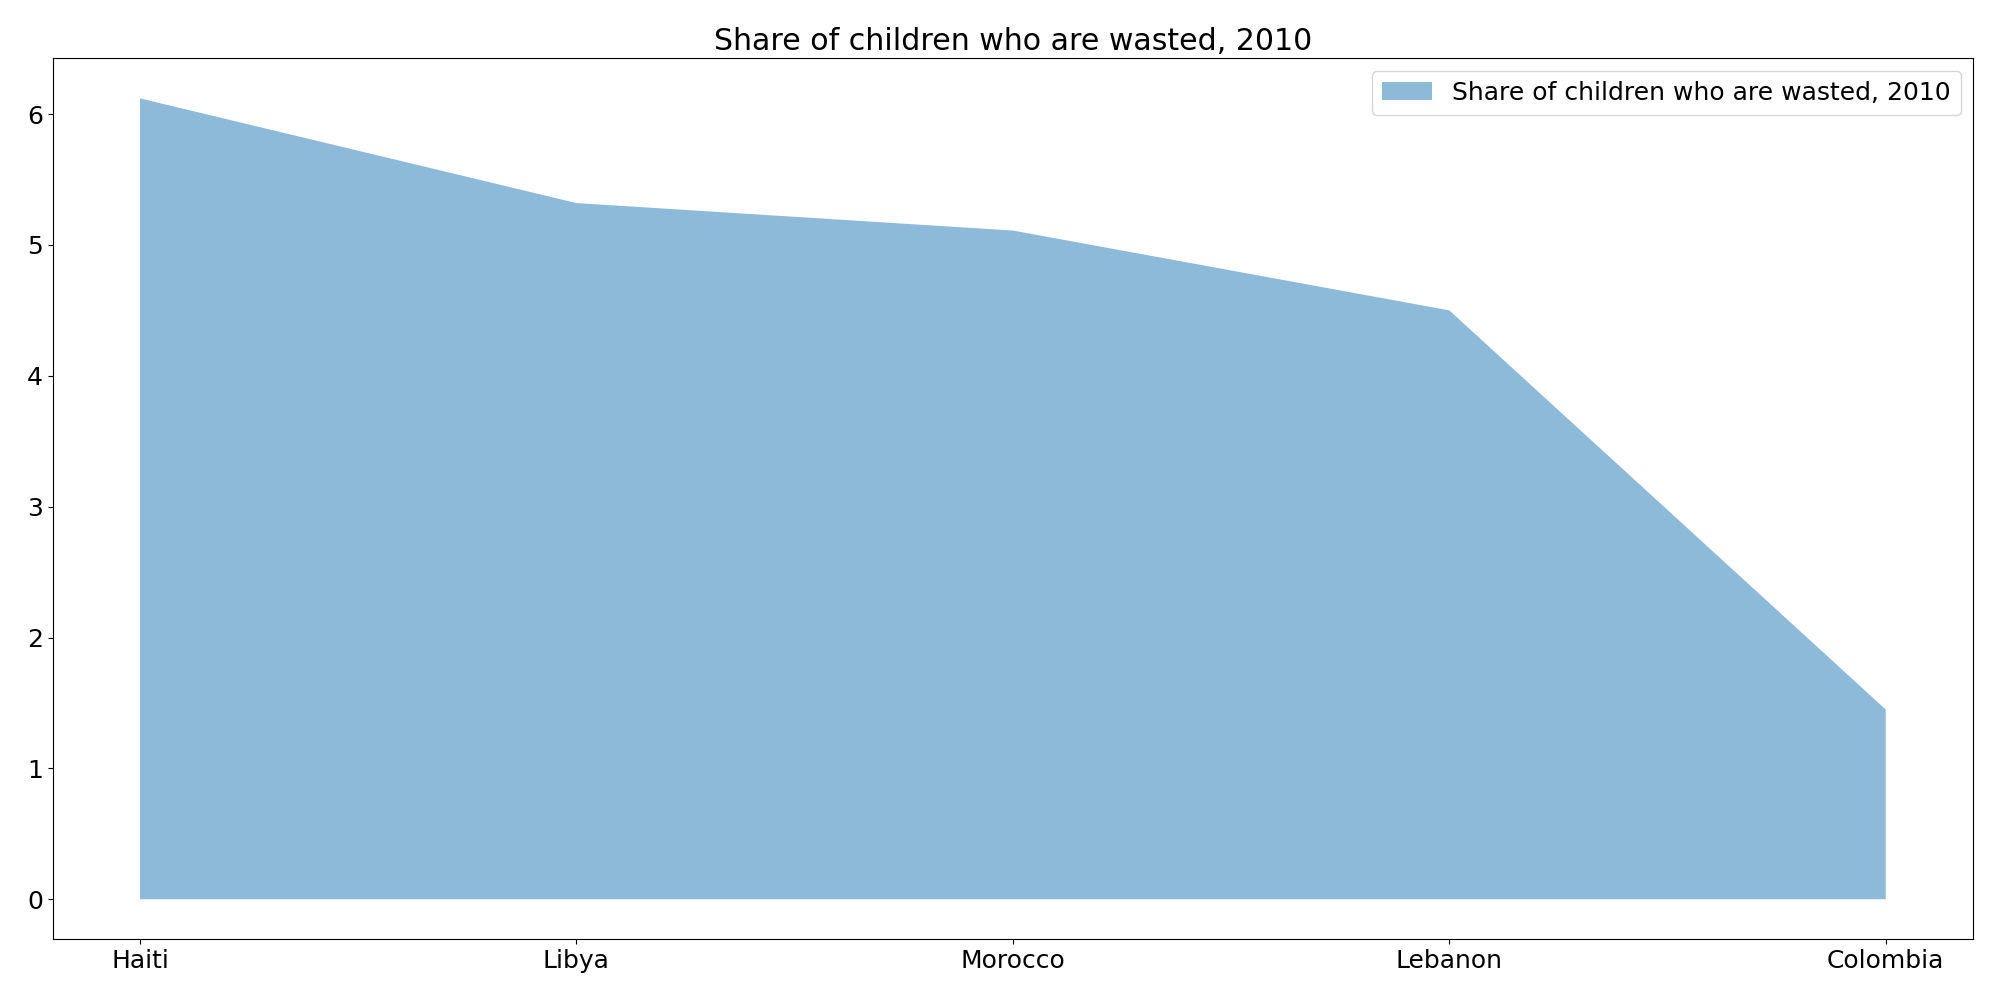 Share of children who are wasted, 2010
Share of children who are wasted, 2010
6
5
4
3
2
1
0
Haiti Libya Morocco Lebanon Colombia